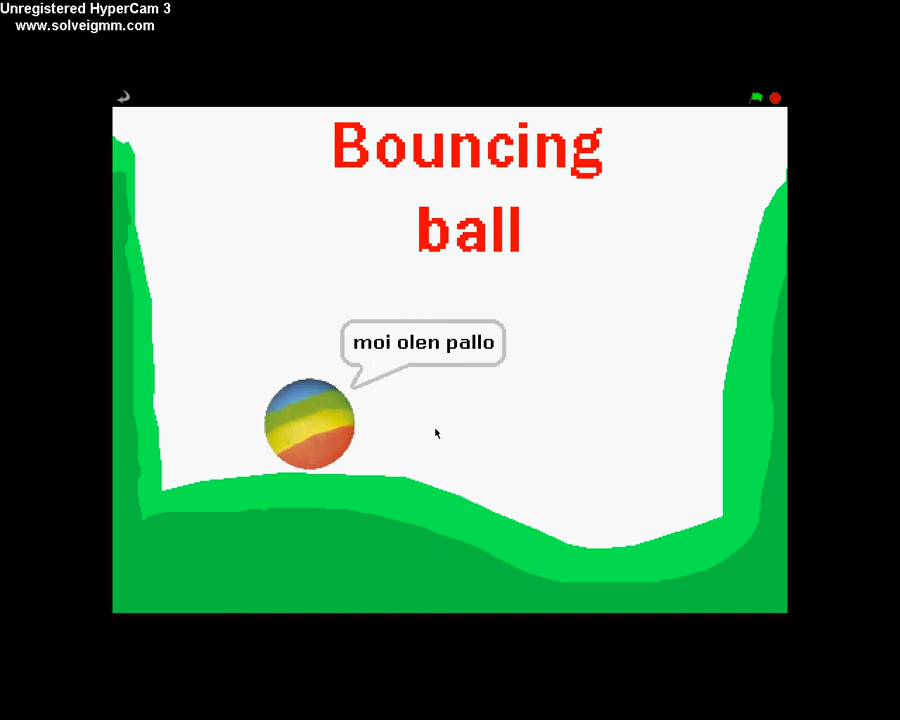 Unregistered HyperCam 3
www.solveigmm.com
Bouncing
ball
moi olen pallo